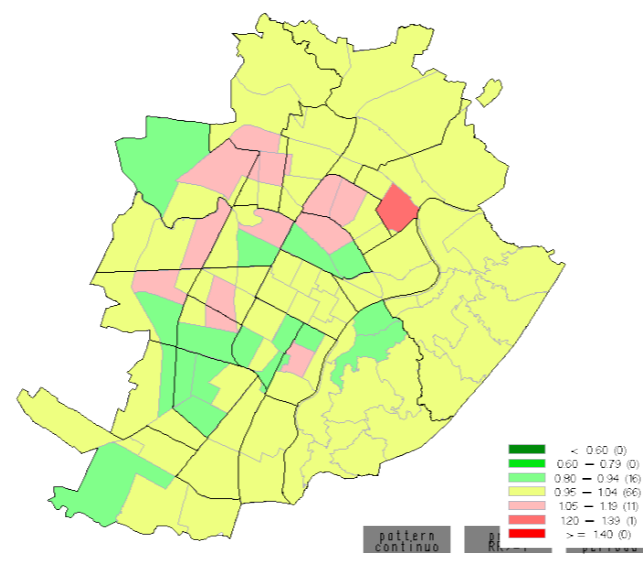 < 0.60 (0)
0.60 – 0.79 (0)
0.80 – 0.94 (16)
0.95 – 1.04 (66)
1.05 – 1.19 (11)
1.20 – 1.39 (1)
>= 1.40 (0)
pattern
continuo